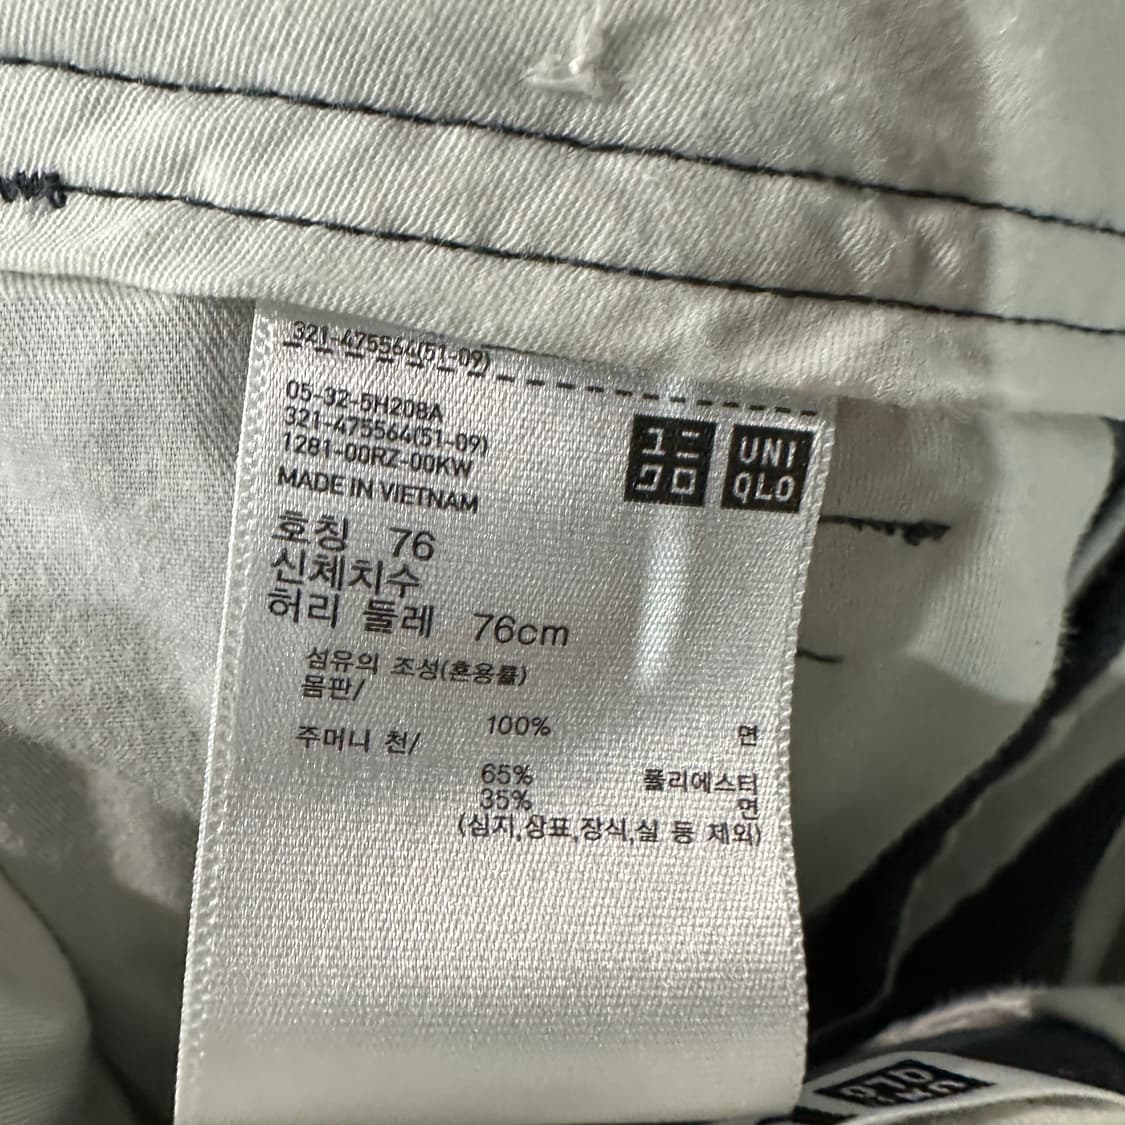 321-475564(51-09)
05-32-5H208A
321-475564(51-09)
1281-00RZ-00KW
MADE IN VIETNAM
ユニ
クロ
UNI
QLO
호칭 76
신체치수
허리 둘레 76cm
섬유의 조성(혼용률)
몸판/
100% 면
주머니 천/
65% 폴리에스터
35% 면
(심지,상표,장식,실 등 제외)
UNI
QLO